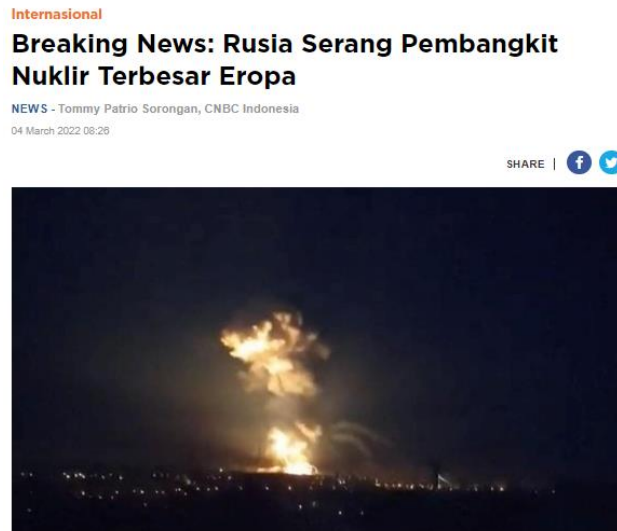 Internasional
Breaking News: Rusia Serang Pembangkit
Nuklir Terbesar Eropa
NEWS - Tommy Patrio Sorongan, CNBC Indonesia
04 March 2022 08:26
SHARE |